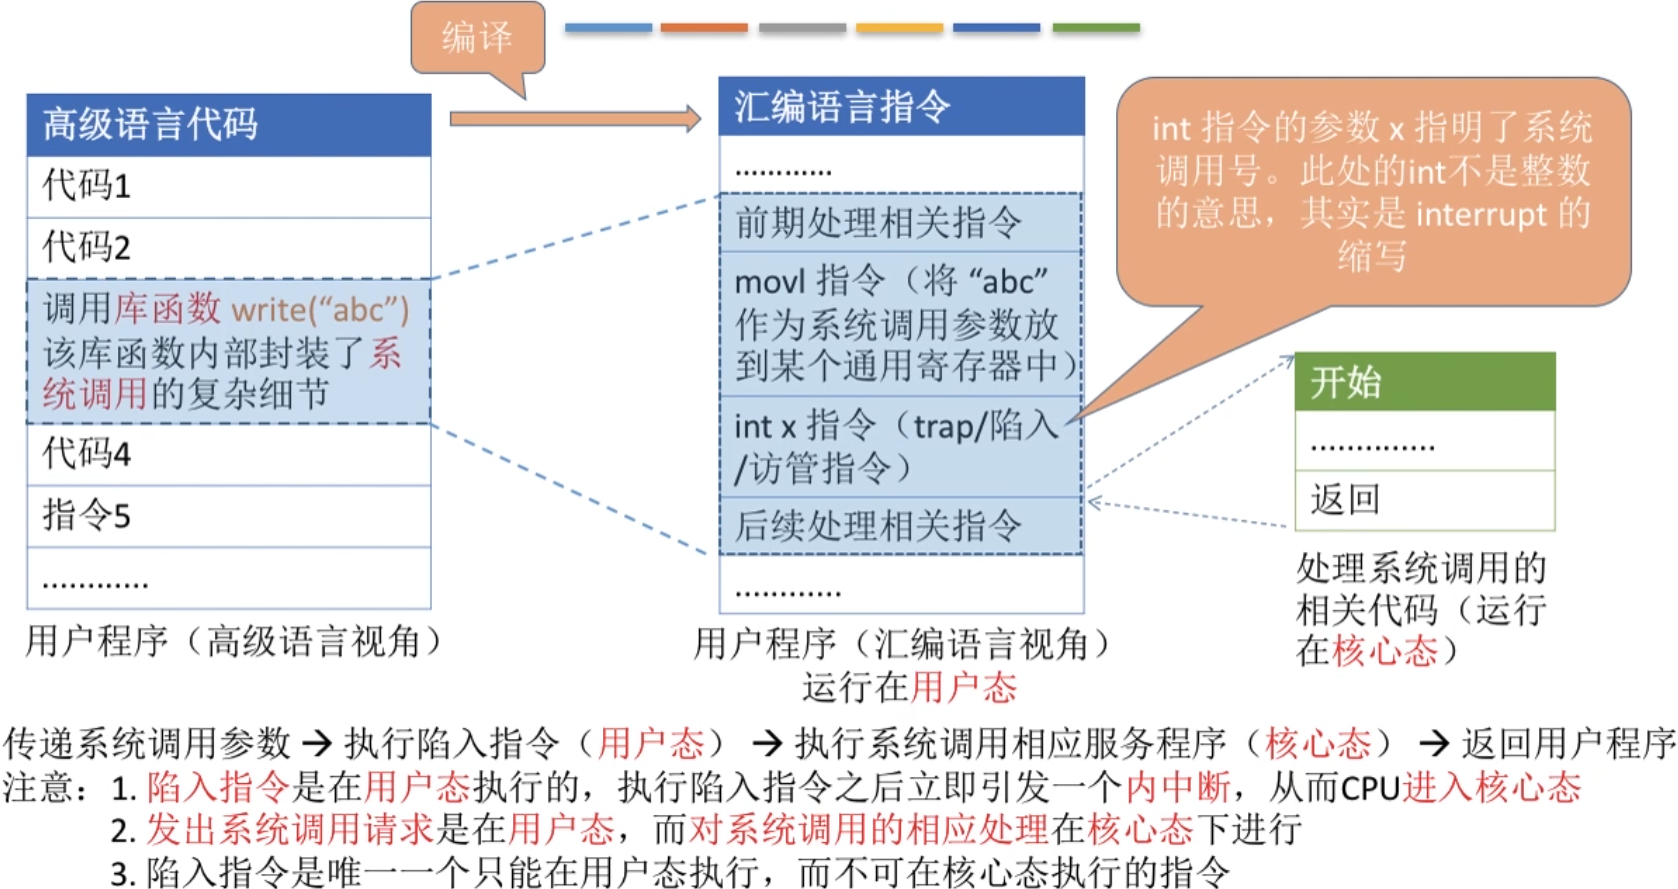 编译
高级语言代码
代码1
代码2
调用库函数 write(“abc”)
该库函数内部封装了系
统调用的复杂细节
代码4
指令5
............
用户程序（高级语言视角）
汇编语言指令
............
前期处理相关指令
movl 指令（将 “abc”
作为系统调用参数放
到某个通用寄存器中）
int x 指令（trap/陷入
/访管指令）
后续处理相关指令
............
用户程序（汇编语言视角）
运行在用户态
int 指令的参数 x 指明了系统
调用号。此处的int不是整数
的意思，其实是 interrupt 的
缩写
开始
..............
返回
处理系统调用的
相关代码（运行
在核心态）
传递系统调用参数 → 执行陷入指令（用户态） → 执行系统调用相应服务程序（核心态） → 返回用户程序
注意：1. 陷入指令是在用户态执行的，执行陷入指令之后立即引发一个内中断，从而CPU进入核心态
2. 发出系统调用请求是在用户态，而对系统调用的相应处理在核心态下进行
3. 陷入指令是唯一一个只能在用户态执行，而不可在核心态执行的指令